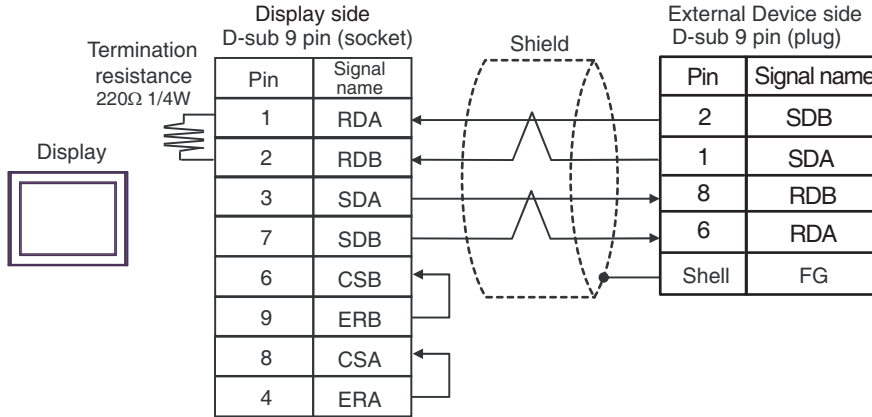 Display side
D-sub 9 pin (socket)
External Device side
D-sub 9 pin (plug)
Termination
resistance
220Ω 1/4W
Shield
Display
Pin Signal name
1 RDA
2 RDB
3 SDA
7 SDB
6 CSB
9 ERB
8 CSA
4 ERA
Pin Signal name
2 SDB
1 SDA
8 RDB
6 RDA
Shell FG